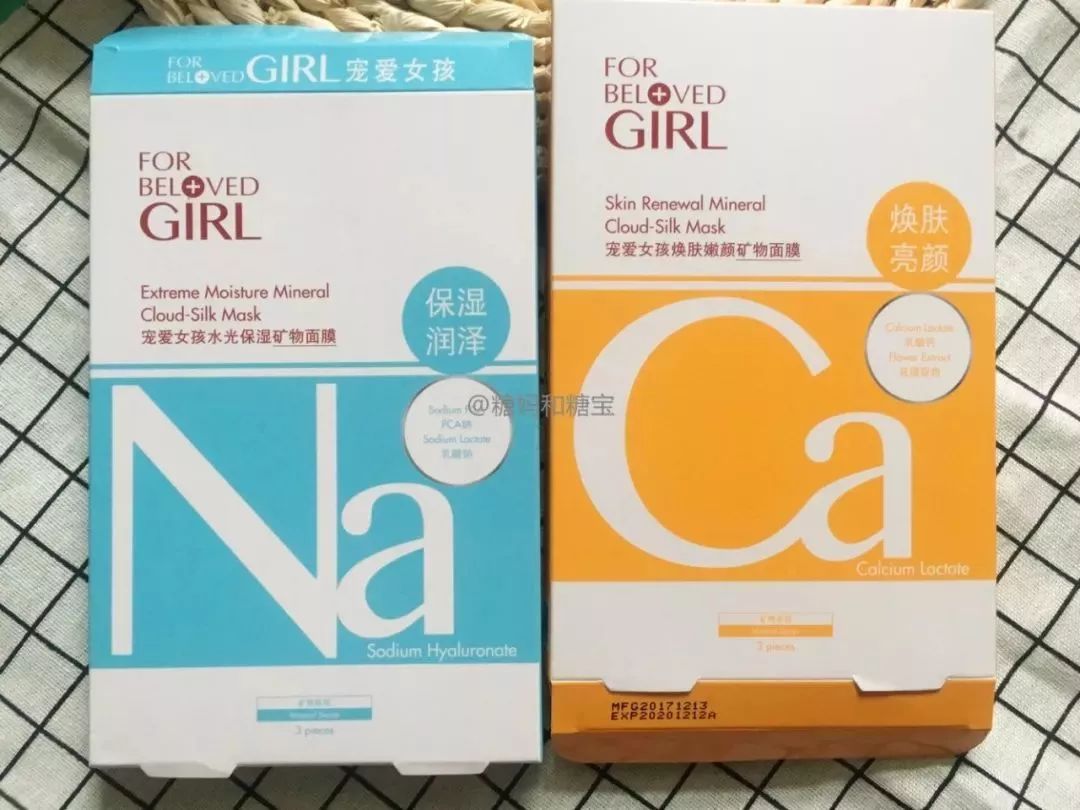 FOR
BELOVED GIRL 宠爱女孩
FOR
BELOVED
GIRL
Extreme Moisture Mineral
Cloud-Silk Mask
宠爱女孩水光保湿矿物面膜
保湿
润泽
Sodium
PCA钠
Sodium Lactate
乳酸钠
Na
Sodium Hyaluronate
3 pieces
FOR
BELOVED
GIRL
Skin Renewal Mineral
Cloud-Silk Mask
宠爱女孩焕肤嫩颜矿物面膜
焕肤
亮颜
Calcium Lactate
乳酸钙
Flower Extract
Ca
Calcium Lactate
3 pieces
MFG20171213
EXP20201212A
@糖妈和糖宝